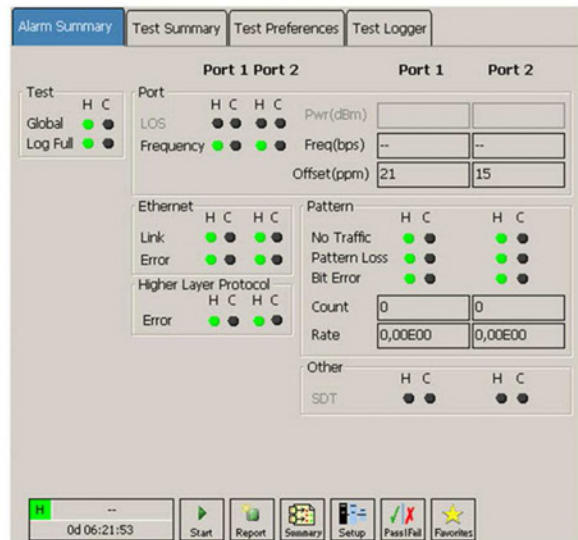 Alarm Summary Test Summary Test Preferences Test Logger
Port 1 Port 2 Port 1 Port 2
Test
H C
Global
Log Full
Port
H C H C
LOS
Frequency
Pwr(dBm)
Freq(bps) -- --
Offset(ppm) 21 15
Ethernet
H C H C
Link
Error
Higher Layer Protocol
H C H C
Error
Pattern
H C H C
No Traffic
Pattern Loss
Bit Error
Count 0 0
Rate 0,00E00 0,00E00
Other
H C H C
SDT
H --
0d 06:21:53
Start Report Summary Setup Pass|Fail Favorites